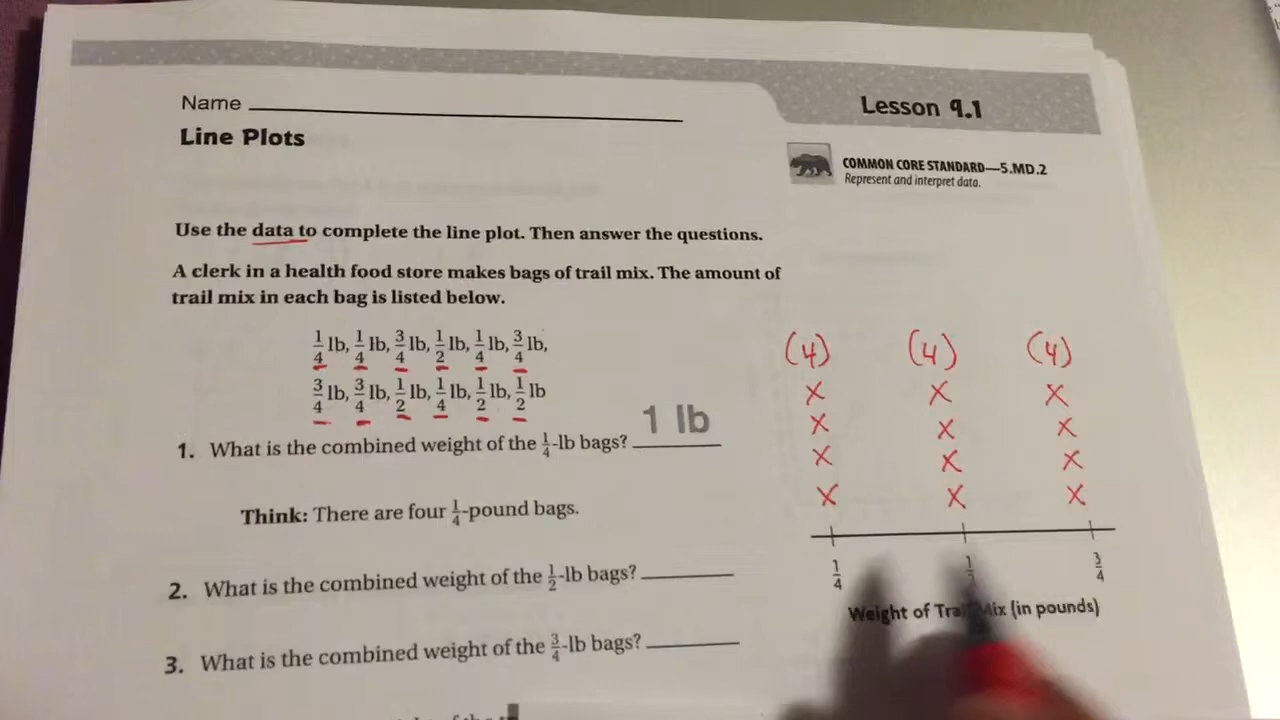 Name
Lesson 9.1
Line Plots
COMMON CORE STANDARD—5.MD.2
Represent and interpret data.
Use the data to complete the line plot. Then answer the questions.
A clerk in a health food store makes bags of trail mix. The amount of
trail mix in each bag is listed below.
1/4 lb, 1/4 lb, 3/4 lb, 1/2 lb, 1/4 lb, 3/4 lb,
3/4 lb, 3/4 lb, 1/2 lb, 1/4 lb, 1/2 lb, 1/2 lb
(4) (4) (4)
X X X
X X X
X X X
X X X
1/4 3/4
Weight of Trail Mix (in pounds)
1. What is the combined weight of the 1/4-lb bags? 1 lb
Think: There are four 1/4-pound bags.
2. What is the combined weight of the 1/2-lb bags?
3. What is the combined weight of the 3/4-lb bags?